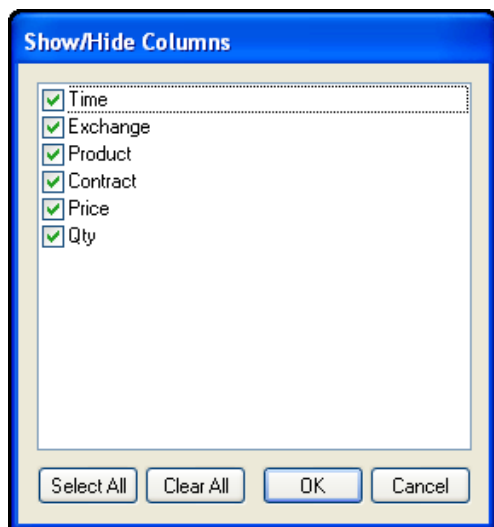 Show/Hide Columns
Time
Exchange
Product
Contract
Price
Qty
Select All Clear All OK Cancel